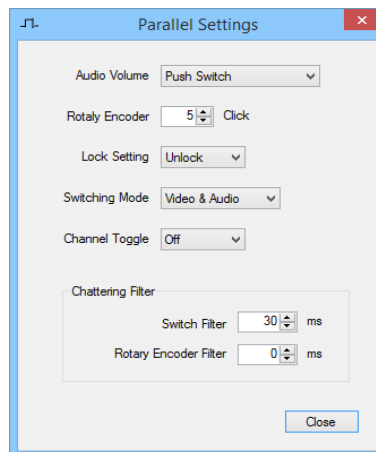 Parallel Settings
Audio Volume Push Switch
Rotaly Encoder 5 Click
Lock Setting Unlock
Switching Mode Video & Audio
Channel Toggle Off
Chattering Filter
Switch Filter 30 ms
Rotary Encoder Filter 0 ms
Close